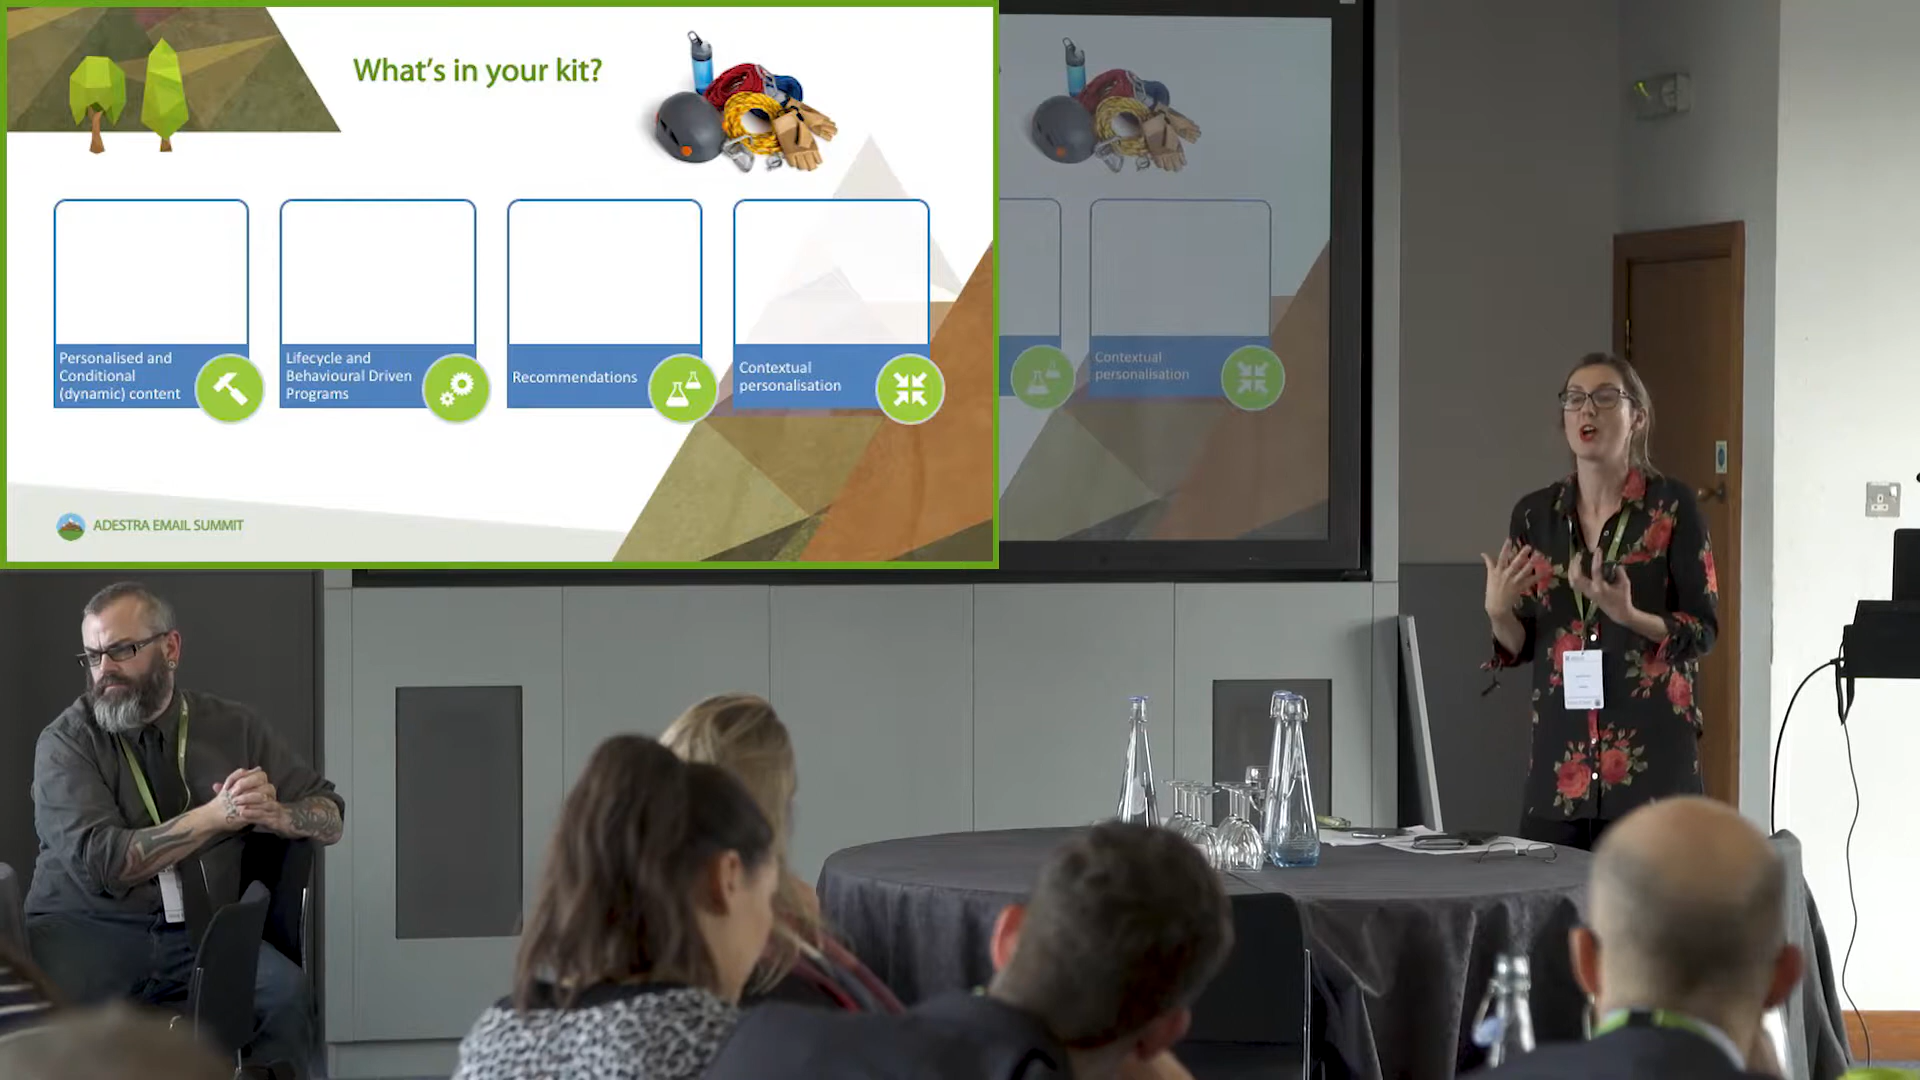 What's in your kit?
Personalised and
Conditional
(dynamic) content
Lifecycle and
Behavioural Driven
Programs
Recommendations
Contextual
personalisation
ADESTRA EMAIL SUMMIT
Contextual
personalisation